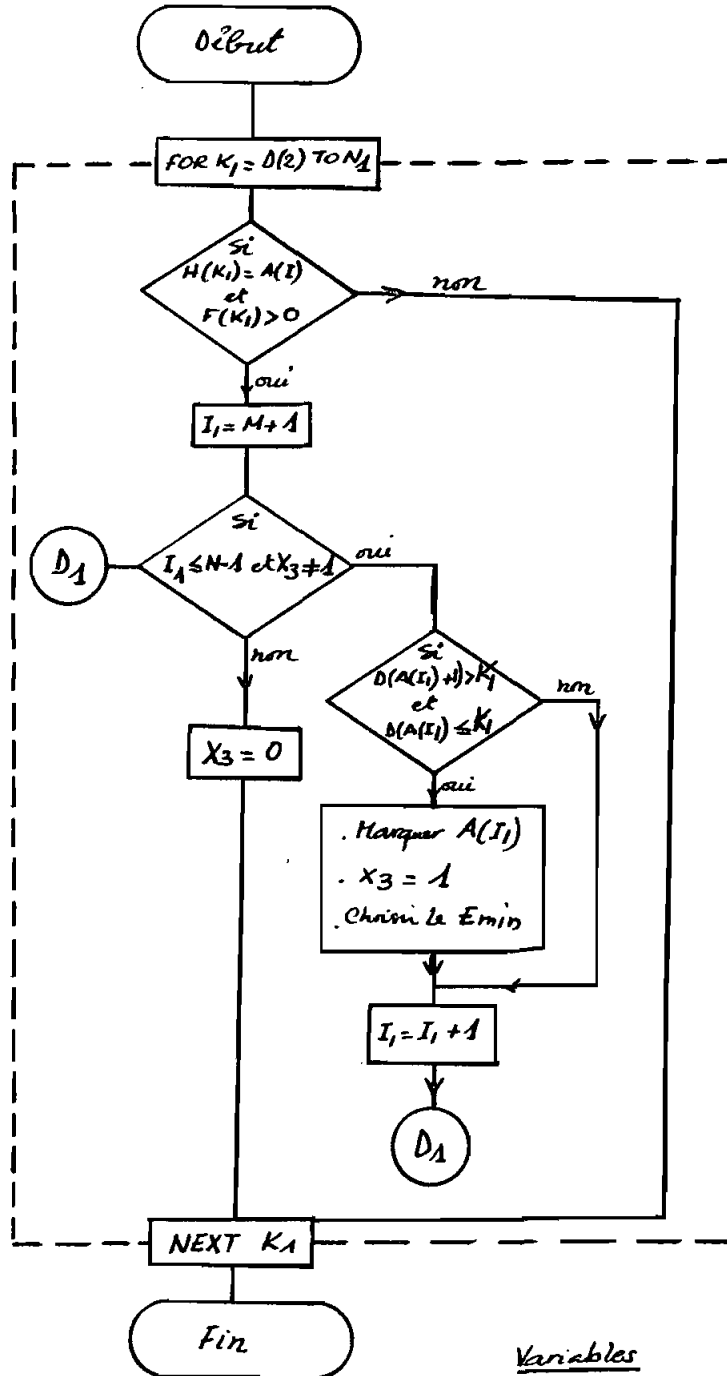 Début
FOR K₁ = D(2) TO N₁
Si
H(K₁) = A(I)
et
F(K₁) > 0
non
oui
I₁ = M + 1
D₁
Si
I₁ ≤ N-1 et X₃ ≠ 1
oui
non
X₃ = 0
Si
D(A(I₁)+1) > K₁
et
D(A(I₁)) ≤ K₁
non
oui
. Marquer A(I₁)
. X₃ = 1
. Choisi le Emin
I₁ = I₁ + 1
D₁
NEXT K₁
Fin
Variables